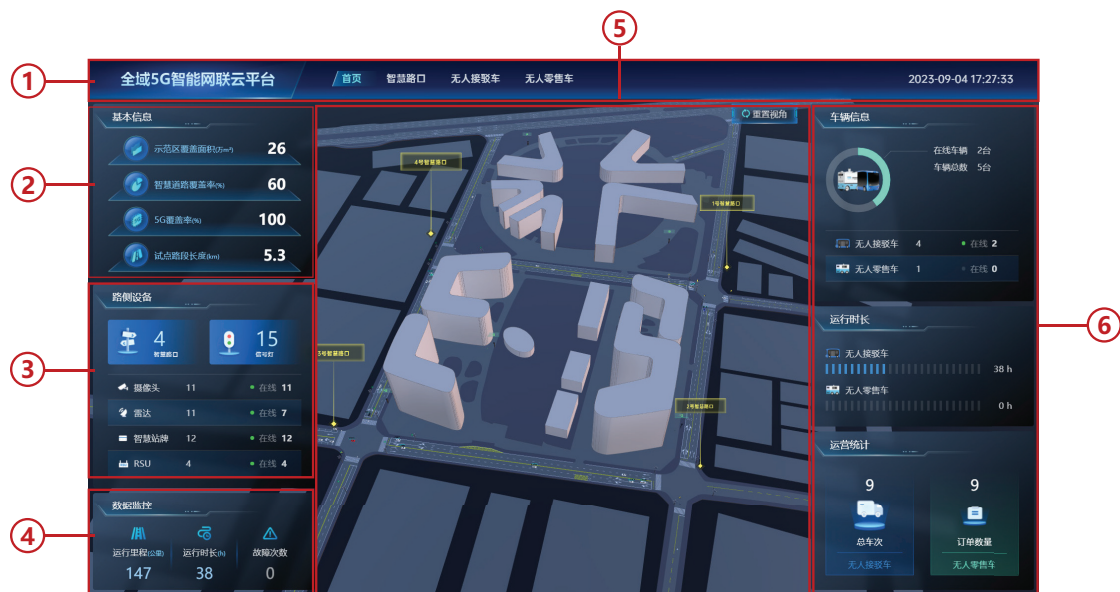 ⑤
①
全域5G智能网联云平台
首页 智慧路口 无人接驳车 无人零售车
2023-09-04 17:27:33
②
基本信息
示范区覆盖面积(万m²) 26
智慧道路覆盖率(%) 60
5G覆盖率(%) 100
试点路段长度(km) 5.3
③
路侧设备
4 智慧路口
15 信号灯
摄像头 11 在线 11
雷达 11 在线 7
智慧站牌 12 在线 12
RSU 4 在线 4
④
数据监控
运行里程(公里) 运行时长(h) 故障次数
147 38 0
重置视角
4号智慧路口
1号智慧路口
3号智慧路口
2号智慧路口
⑥
车辆信息
在线车辆 2台
车辆总数 5台
无人接驳车 4 在线 2
无人零售车 1 在线 0
运行时长
无人接驳车
38 h
无人零售车
0 h
运营统计
9 9
总车次 订单数量
无人接驳车 无人零售车